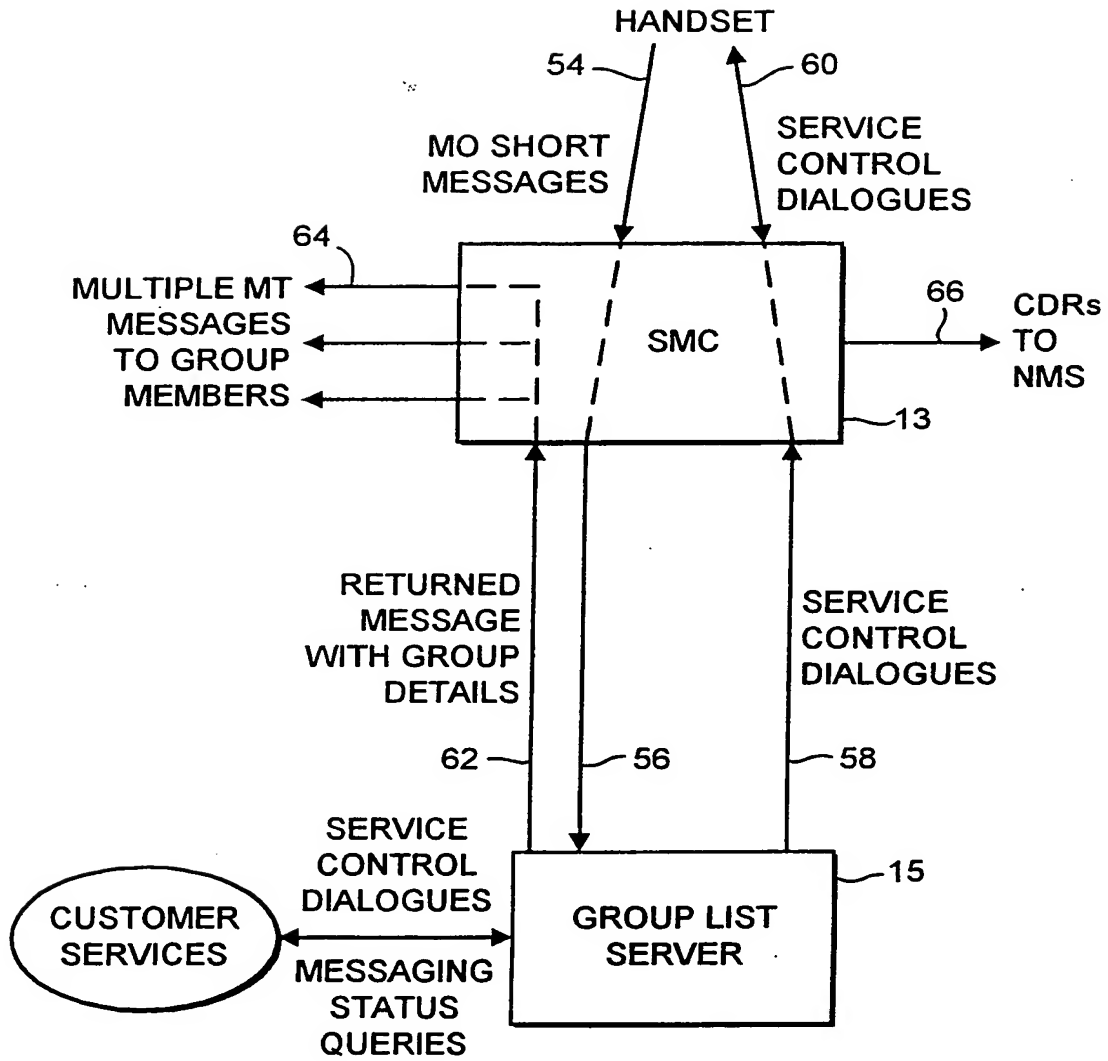 HANDSET
54
60
MO SHORT
MESSAGES
SERVICE
CONTROL
DIALOGUES
64
MULTIPLE MT
MESSAGES
TO GROUP
MEMBERS
SMC
66
CDRs
TO
NMS
13
RETURNED
MESSAGE
WITH GROUP
DETAILS
SERVICE
CONTROL
DIALOGUES
62
56
58
SERVICE
CONTROL
DIALOGUES
15
CUSTOMER
SERVICES
GROUP LIST
SERVER
MESSAGING
STATUS
QUERIES